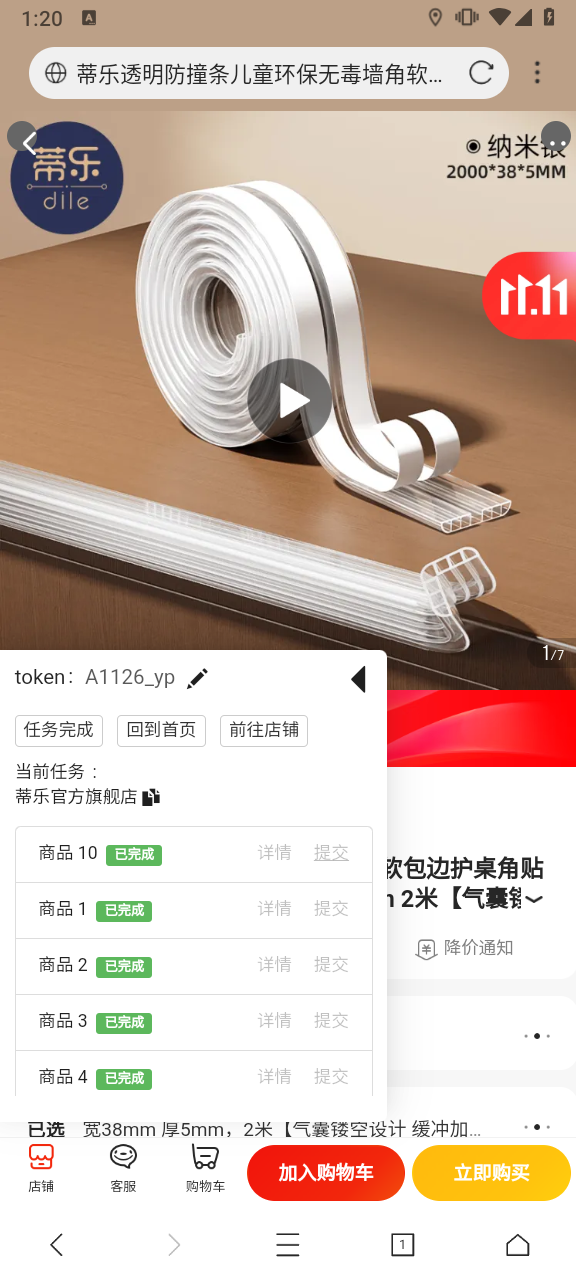 1:20
A
蒂乐透明防撞条儿童环保无毒墙角软...
蒂乐
dile
纳米银
2000*38*5MM
11.11
1/7
token: A1126_yp
任务完成 回到首页 前往店铺
当前任务：
蒂乐官方旗舰店
软包边护桌角贴
2米【气囊镂
降价通知
商品 10 已完成 详情 提交
商品 1 已完成 详情 提交
商品 2 已完成 详情 提交
商品 3 已完成 详情 提交
商品 4 已完成 详情 提交
已选 宽38mm 厚5mm，2米【气囊镂空设计 缓冲加...
店铺 客服 购物车 加入购物车 立即购买
1